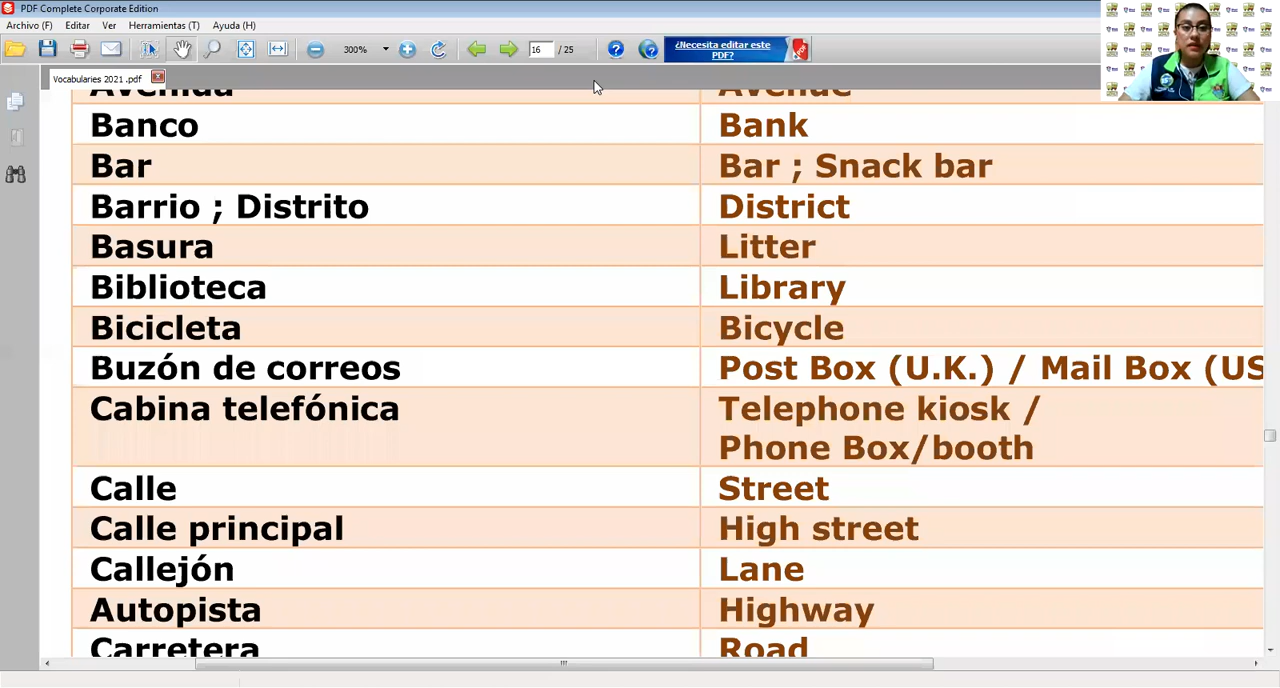 PDF Complete Corporate Edition
Archivo (F) Editar Ver Herramientas (T) Ayuda (H)
300% 16 / 25 ¿Necesita editar este PDF?
Vocabularies 2021 .pdf
Avenida Avenue
Banco Bank
Bar Bar ; Snack bar
Barrio ; Distrito District
Basura Litter
Biblioteca Library
Bicicleta Bicycle
Buzón de correos Post Box (U.K.) / Mail Box (US
Cabina telefónica Telephone kiosk /
Phone Box/booth
Calle Street
Calle principal High street
Callejón Lane
Autopista Highway
Carretera Road